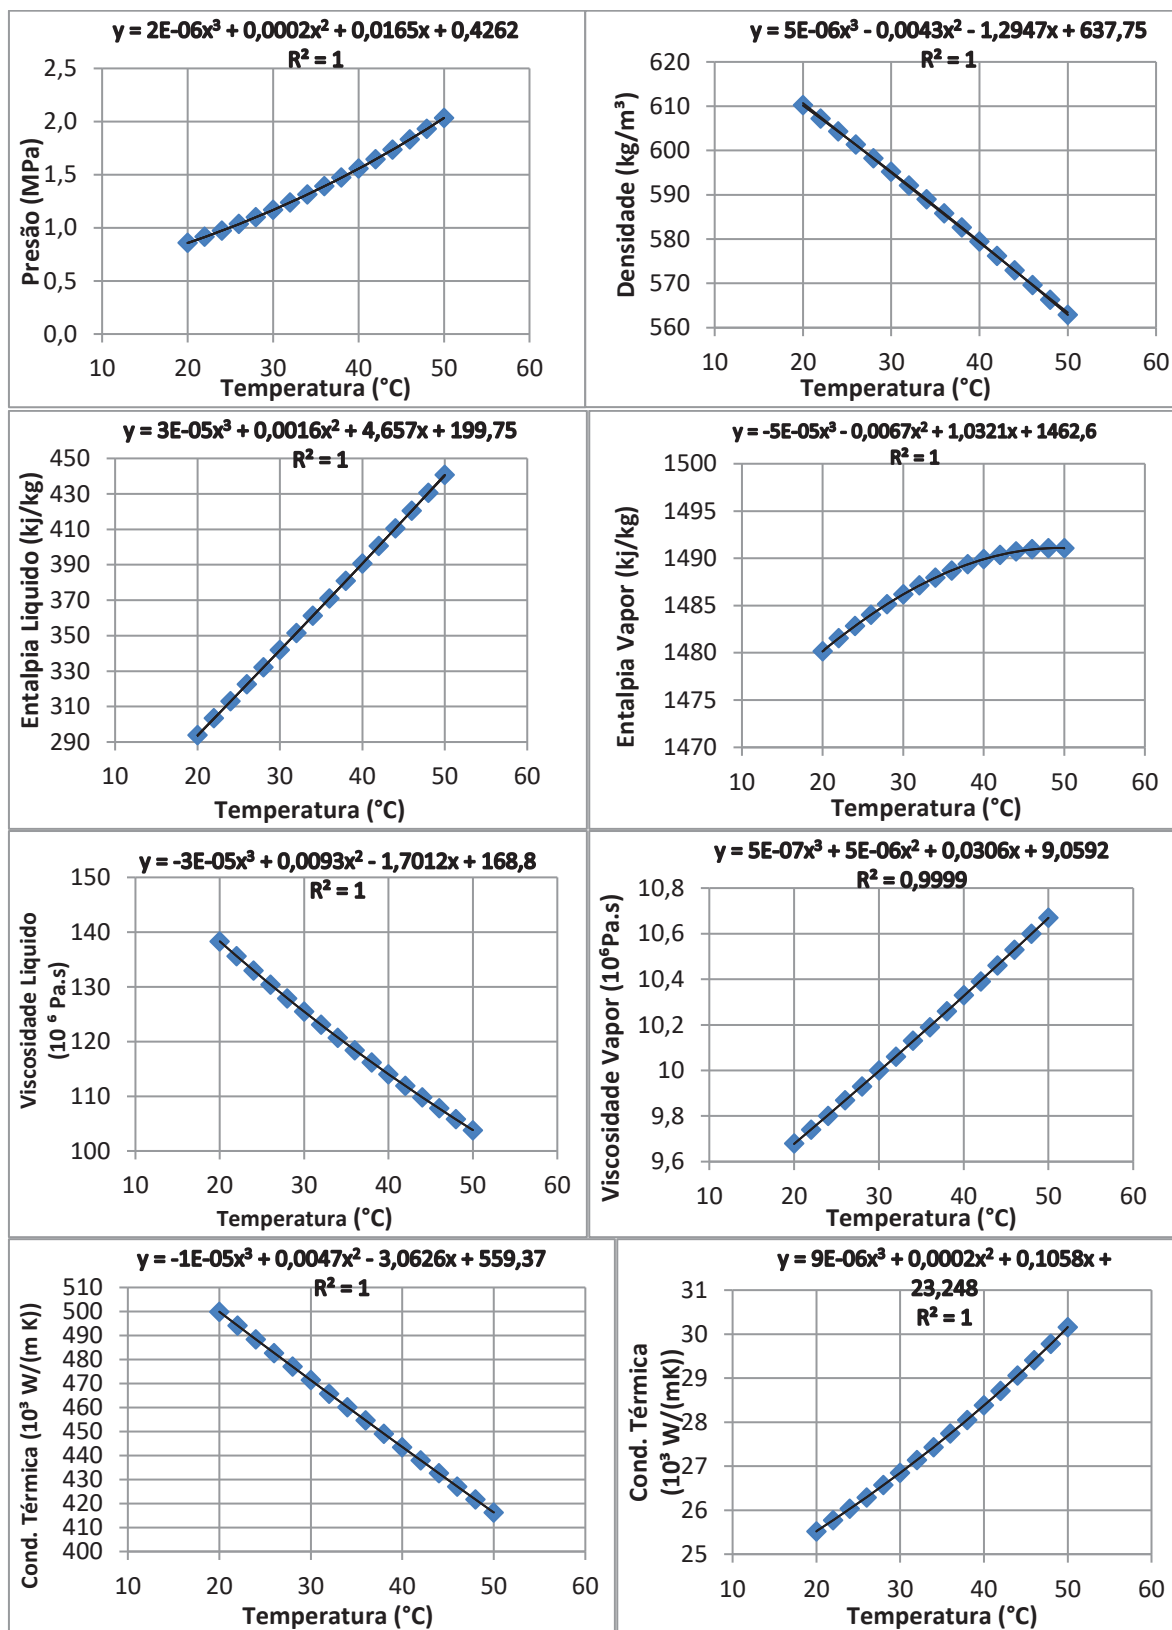 y = 2E-06x³ + 0,0002x² + 0,0165x + 0,4262
R² = 1
2,5
2,0
1,5
1,0
0,5
0,0
10 20 30 40 50 60
Presão (MPa)
Temperatura (°C)
y = 5E-06x³ - 0,0043x² - 1,2947x + 637,75
R² = 1
620
610
600
590
580
570
560
10 20 30 40 50 60
Densidade (kg/m³)
Temperatura (°C)
y = 3E-05x³ + 0,0016x² + 4,657x + 199,75
R² = 1
450
430
410
390
370
350
330
310
290
10 20 30 40 50 60
Entalpia Liquido (kj/kg)
Temperatura (°C)
y = -5E-05x³ - 0,0067x² + 1,0321x + 1462,6
R² = 1
1500
1495
1490
1485
1480
1475
1470
10 20 30 40 50 60
Entalpia Vapor (kj/kg)
Temperatura (°C)
y = -3E-05x³ + 0,0093x² - 1,7012x + 168,8
R² = 1
150
140
130
120
110
100
10 20 30 40 50 60
Viscosidade Liquido
(10 ⁶ Pa.s)
Temperatura (°C)
y = 5E-07x³ + 5E-06x² + 0,0306x + 9,0592
R² = 0,9999
10,8
10,6
10,4
10,2
10
9,8
9,6
10 20 30 40 50 60
Viscosidade Vapor (10⁶Pa.s)
Temperatura (°C)
y = -1E-05x³ + 0,0047x² - 3,0626x + 559,37
R² = 1
510
500
490
480
470
460
450
440
430
420
410
400
10 20 30 40 50 60
Cond. Térmica (10³ W/(m K))
Temperatura (°C)
y = 9E-06x³ + 0,0002x² + 0,1058x +
23,248
R² = 1
31
30
29
28
27
26
25
10 20 30 40 50 60
Cond. Térmica
(10³ W/(mK))
Temperatura (°C)